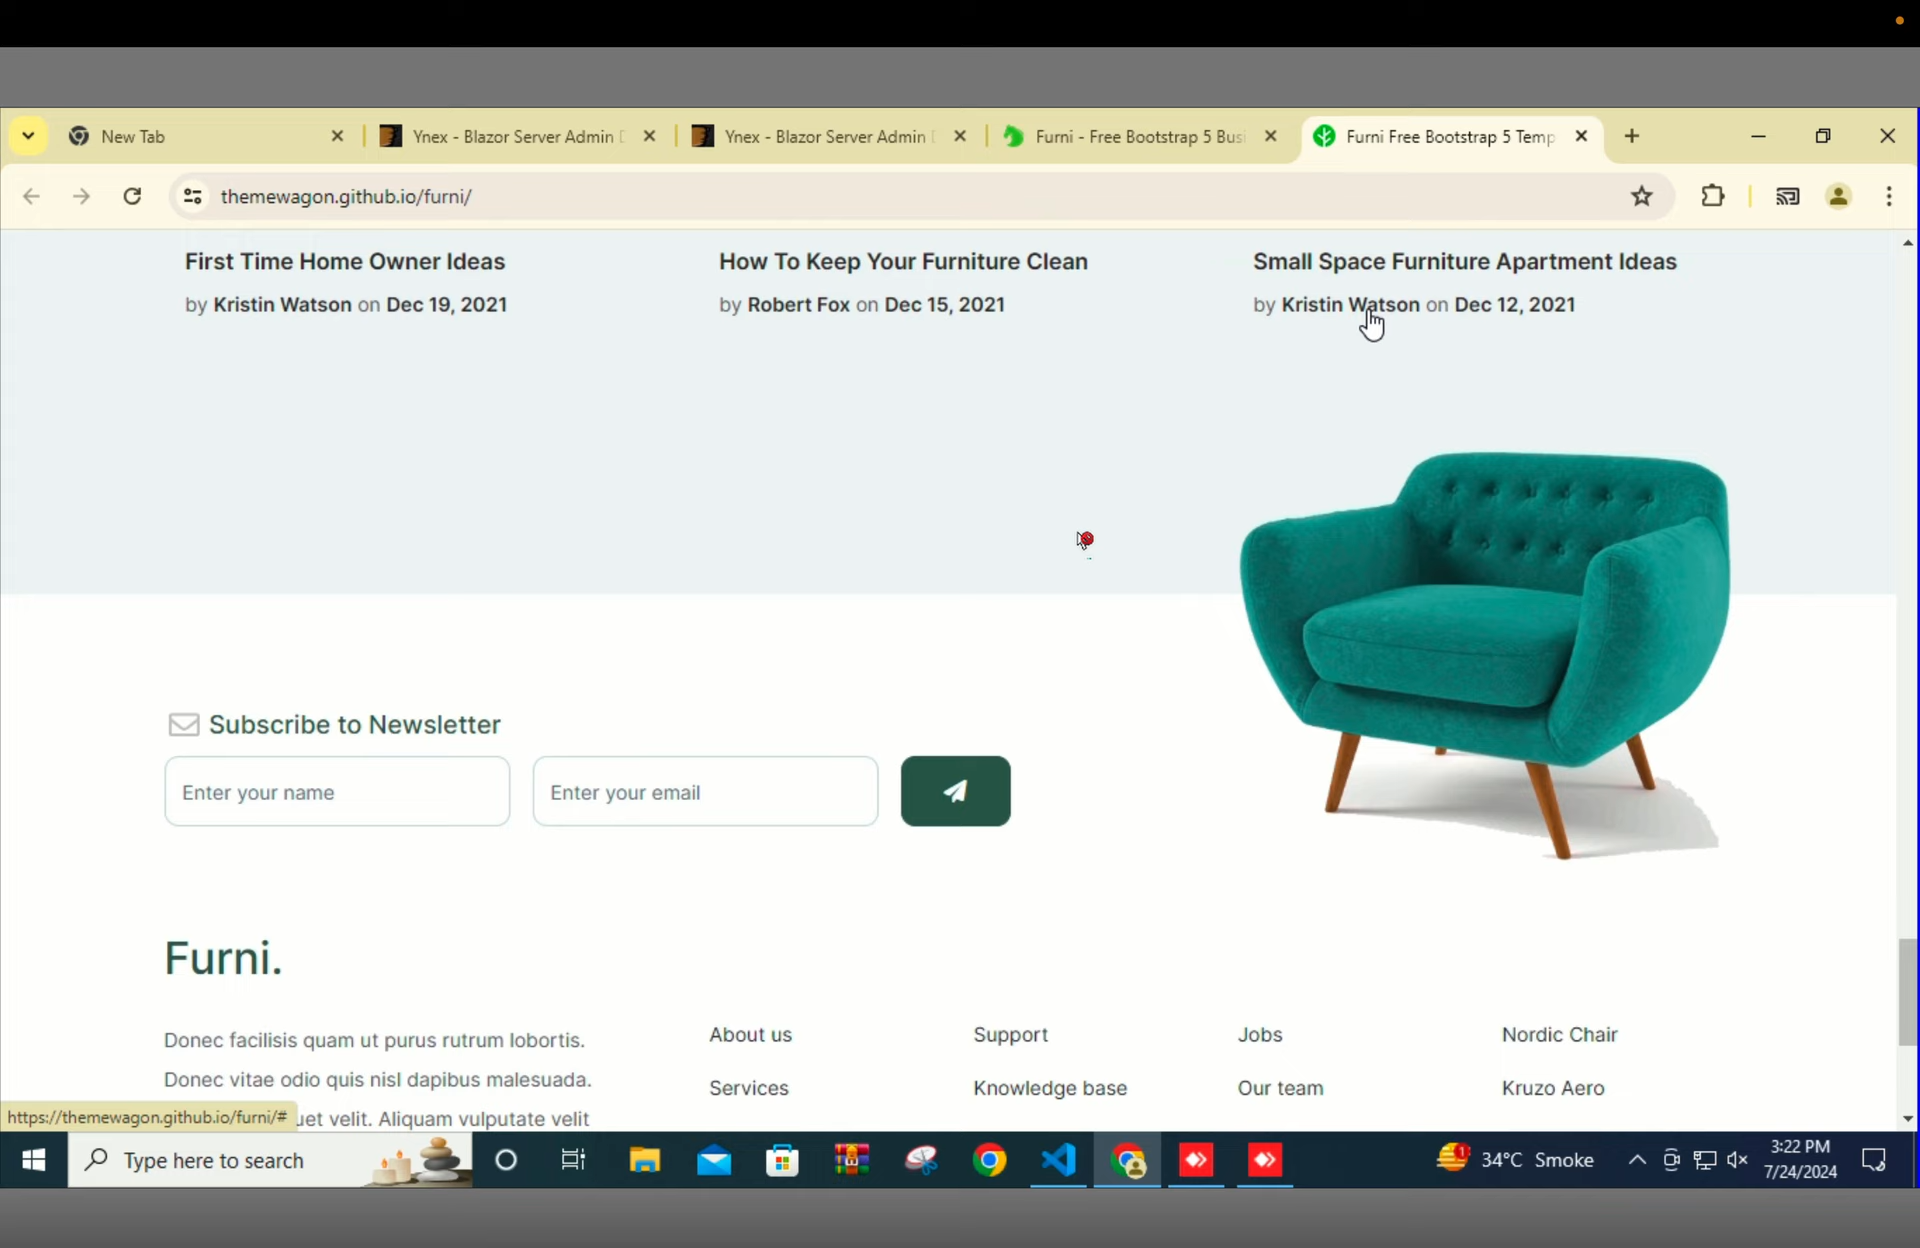 New Tab
Ynex - Blazor Server Admin
Ynex - Blazor Server Admin
Furni - Free Bootstrap 5 Busi
Furni Free Bootstrap 5 Temp
themewagon.github.io/furni/
First Time Home Owner Ideas
How To Keep Your Furniture Clean
Small Space Furniture Apartment Ideas
by Kristin Watson on Dec 19, 2021
by Robert Fox on Dec 15, 2021
by Kristin Watson on Dec 12, 2021
Subscribe to Newsletter
Enter your name
Enter your email
Furni.
Donec facilisis quam ut purus rutrum lobortis.
Donec vitae odio quis nisl dapibus malesuada.
uet velit. Aliquam vulputate velit
About us
Support
Jobs
Nordic Chair
Services
Knowledge base
Our team
Kruzo Aero
https://themewagon.github.io/furni/#
Type here to search
1
34°C Smoke
3:22 PM
7/24/2024